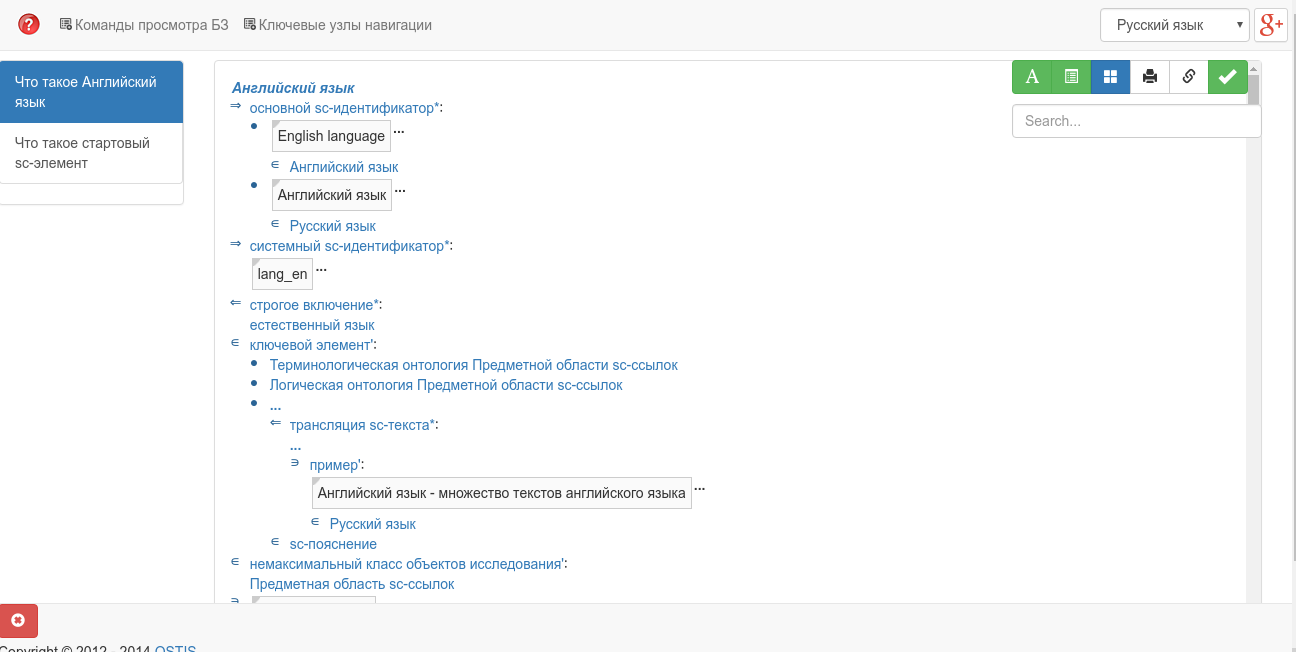 Команды просмотра БЗ Ключевые узлы навигации Русский язык
Что такое Английский
язык
Что такое стартовый
sc-элемент
A
Search...
Английский язык
⇒ основной sc-идентификатор*:
• English language ...
∈ Английский язык
• Английский язык ...
∈ Русский язык
⇒ системный sc-идентификатор*:
lang_en ...
⇐ строгое включение*:
естественный язык
∈ ключевой элемент':
• Терминологическая онтология Предметной области sc-ссылок
• Логическая онтология Предметной области sc-ссылок
• ...
⇐ трансляция sc-текста*:
...
∋ пример':
Английский язык - множество текстов английского языка ...
∈ Русский язык
∈ sc-пояснение
∈ немаксимальный класс объектов исследования':
Предметная область sc-ссылок
∋
Copyright © 2012 - 2014 OSTIS